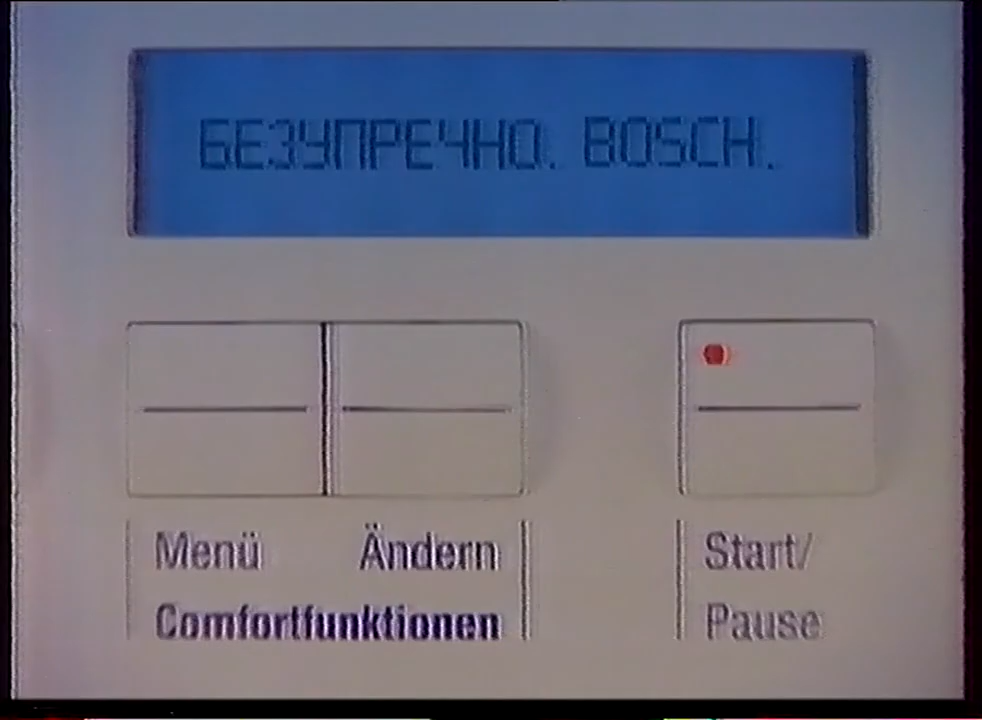 БЕЗУПРЕЧНО. BOSCH.
Menü Ändern Start/
Comfortfunktionen Pause